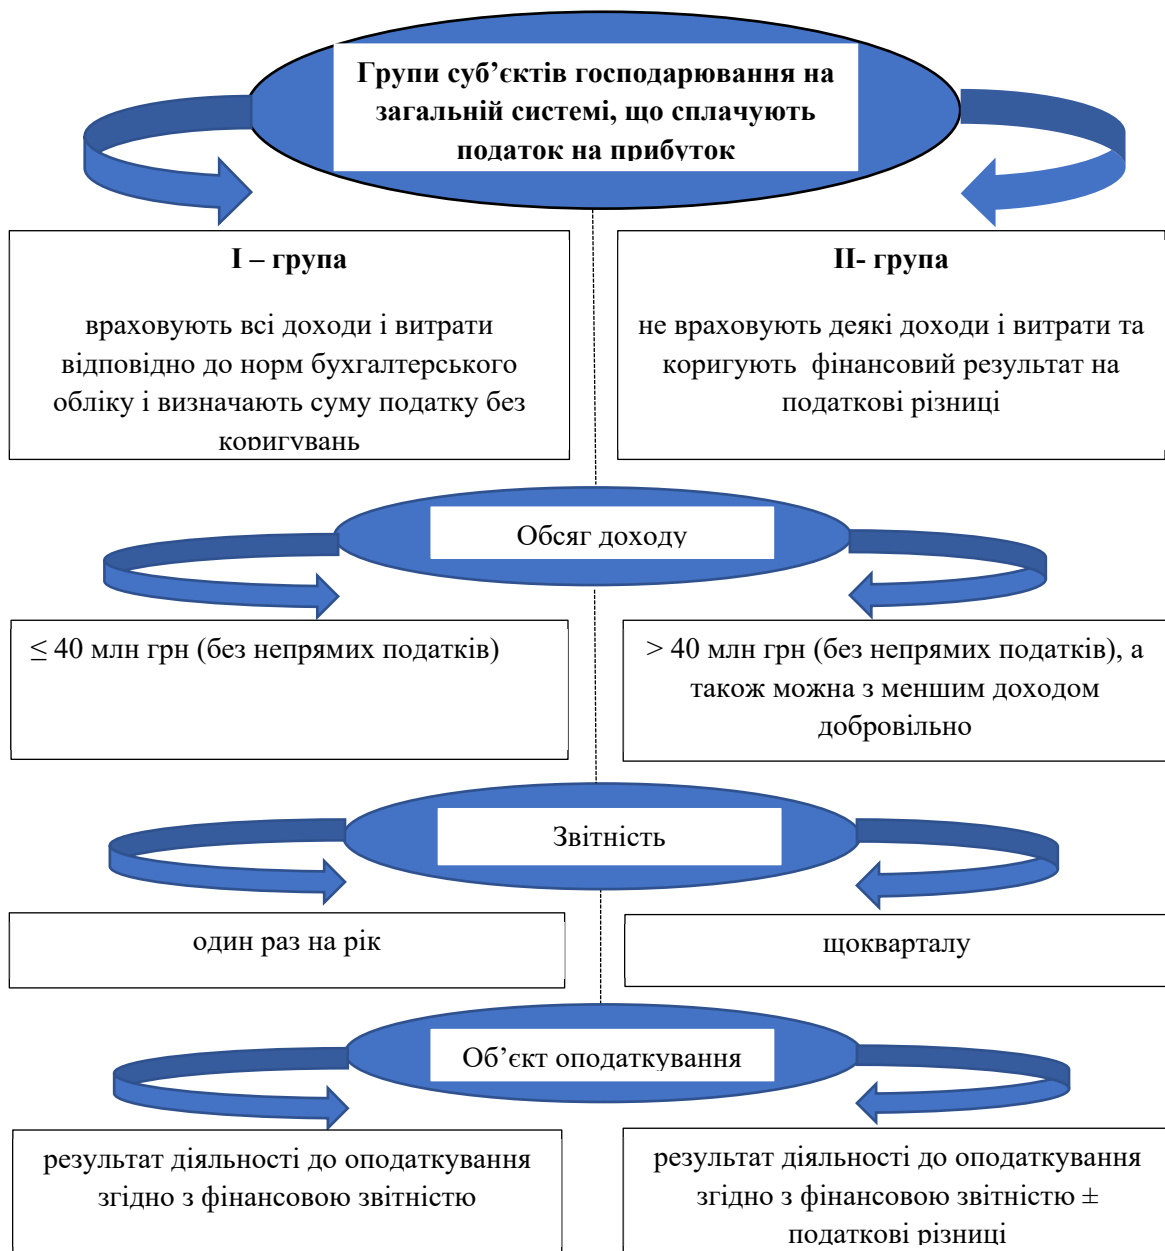 Групи суб’єктів господарювання на
загальній системі, що сплачують
податок на прибуток
I – група
враховують всі доходи і витрати
відповідно до норм бухгалтерського
обліку і визначають суму податку без
коригувань
II- група
не враховують деякі доходи і витрати та
коригують фінансовий результат на
податкові різниці
Обсяг доходу
≤ 40 млн грн (без непрямих податків)
> 40 млн грн (без непрямих податків), а
також можна з меншим доходом
добровільно
Звітність
один раз на рік
щокварталу
Об’єкт оподаткування
результат діяльності до оподаткування
згідно з фінансовою звітністю
результат діяльності до оподаткування
згідно з фінансовою звітністю ±
податкові різниці